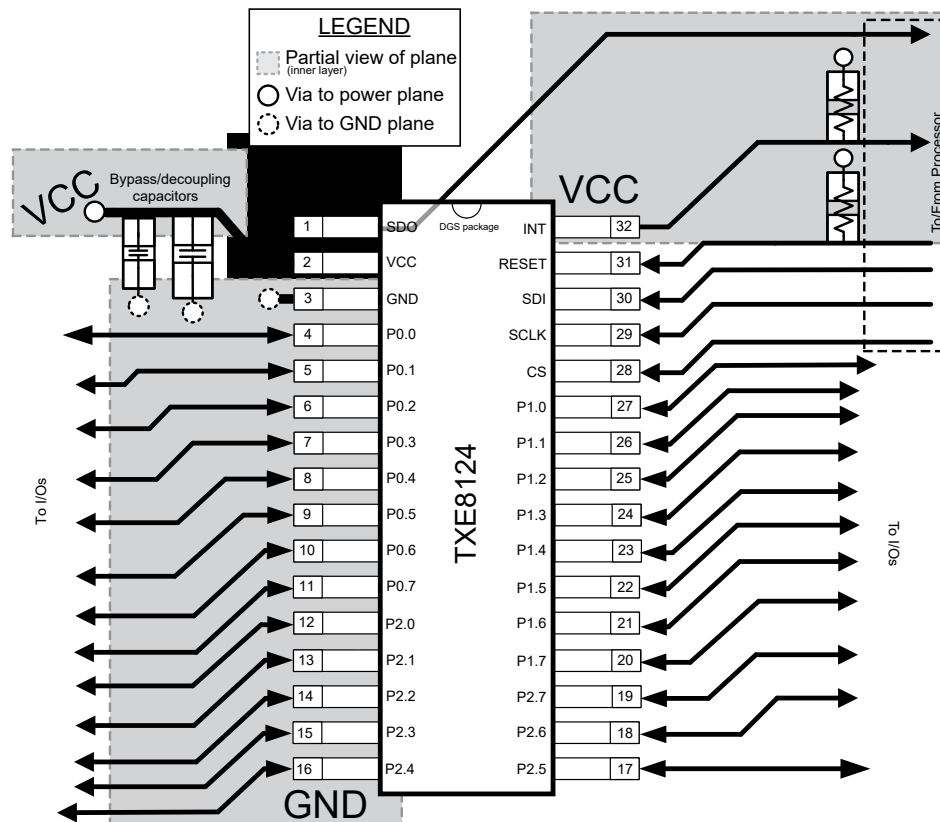 LEGEND
Partial view of plane
(inner layer)
Via to power plane
Via to GND plane
VCC
Bypass/decoupling
capacitors
VCC
To/From Processor
DGS package
TXE8124
1 SDO
2 VCC
3 GND
4 P0.0
5 P0.1
6 P0.2
7 P0.3
8 P0.4
9 P0.5
10 P0.6
11 P0.7
12 P2.0
13 P2.1
14 P2.2
15 P2.3
16 P2.4
INT 32
RESET 31
SDI 30
SCLK 29
CS 28
P1.0 27
P1.1 26
P1.2 25
P1.3 24
P1.4 23
P1.5 22
P1.6 21
P1.7 20
P2.7 19
P2.6 18
P2.5 17
To I/Os
To I/Os
GND